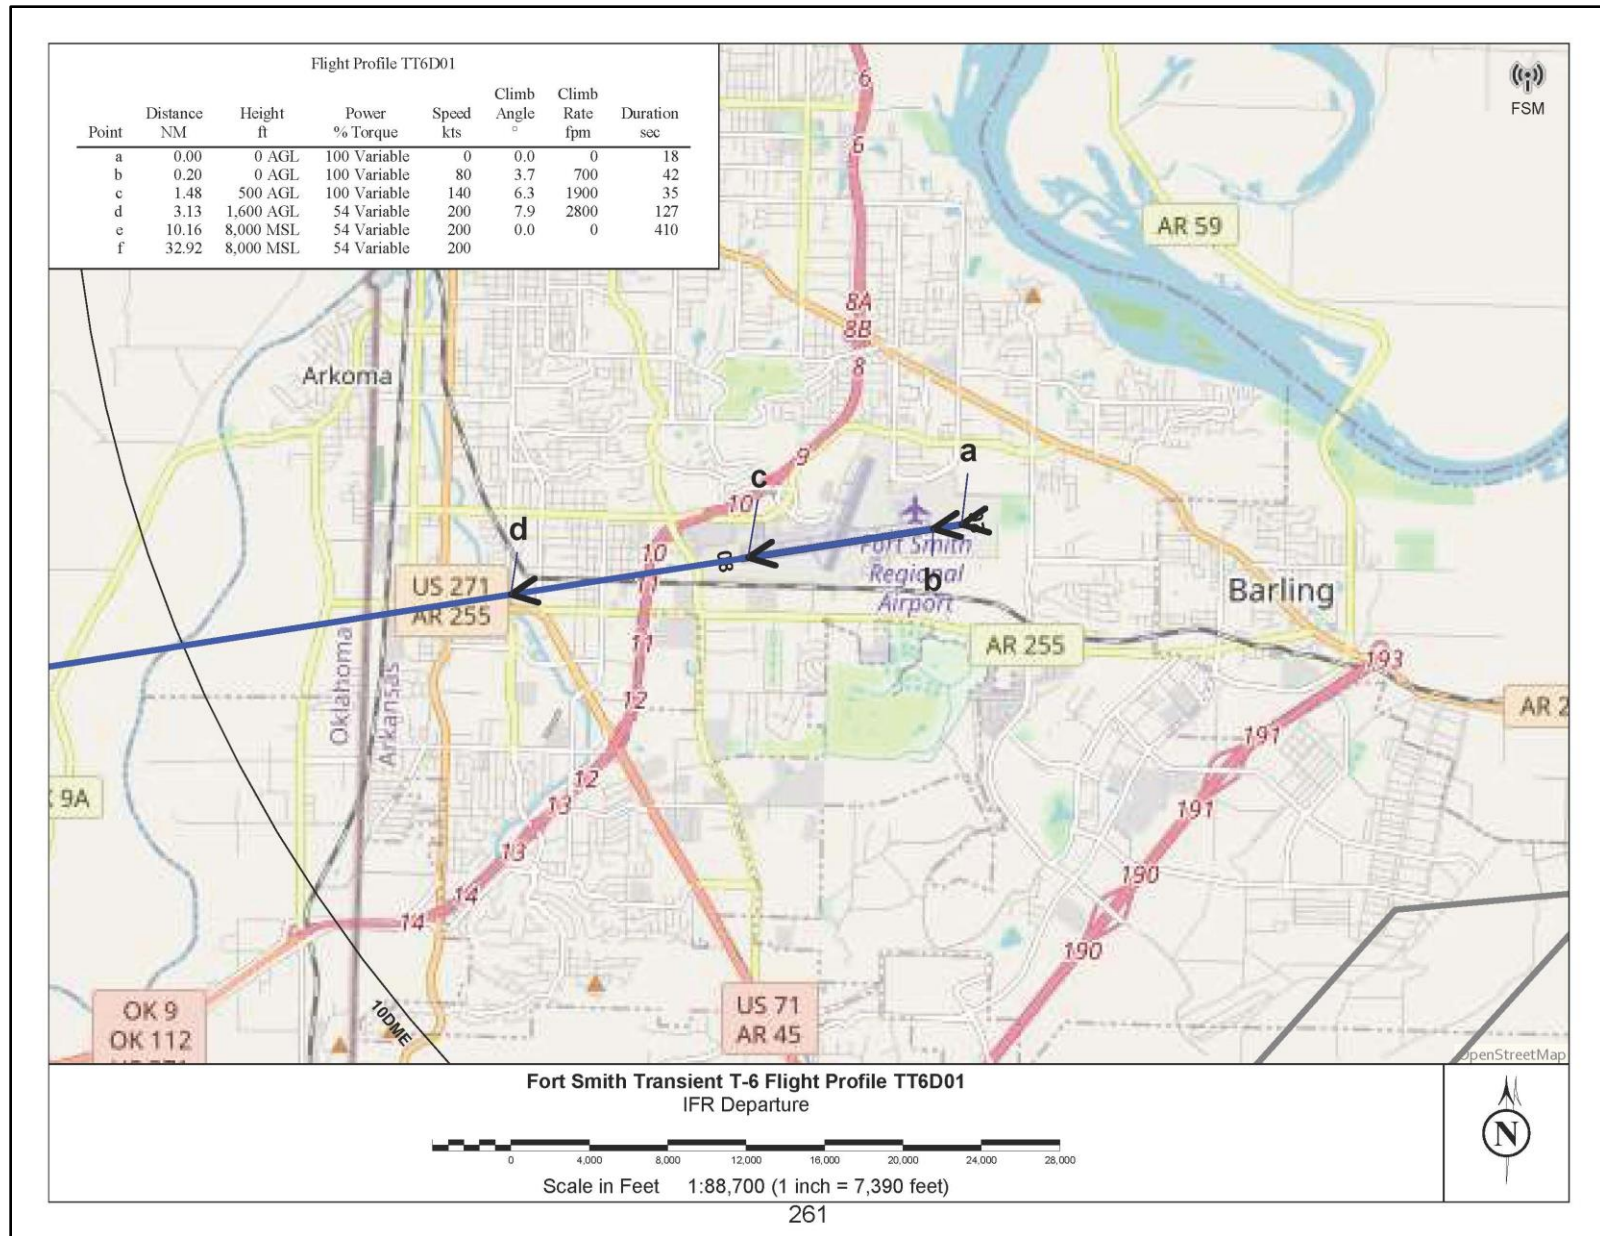 Flight Profile TT6D01
Point Distance NM Height ft Power % Torque Speed kts Climb Angle ° Climb Rate fpm Duration sec
a 0.00 0 AGL 100 Variable 0 0.0 0 18
b 0.20 0 AGL 100 Variable 80 3.7 700 42
c 1.48 500 AGL 100 Variable 140 6.3 1900 35
d 3.13 1,600 AGL 54 Variable 200 7.9 2800 127
e 10.16 8,000 MSL 54 Variable 200 0.0 0 410
f 32.92 8,000 MSL 54 Variable 200
FSM
6
6
AR 59
8A
8B
8
Arkoma
9
a
c
10
d
10
08
Fort Smith
Regional
Airport
b
Barling
US 271
AR 255
11
AR 255
193
Oklahoma
Arkansas
12
AR 2
191
12
9A
13
191
13
190
14
14
190
10DME
OK 9
OK 112
US 71
AR 45
OpenStreetMap
Fort Smith Transient T-6 Flight Profile TT6D01
IFR Departure
0 4,000 8,000 12,000 16,000 20,000 24,000 28,000
Scale in Feet 1:88,700 (1 inch = 7,390 feet)
N
261